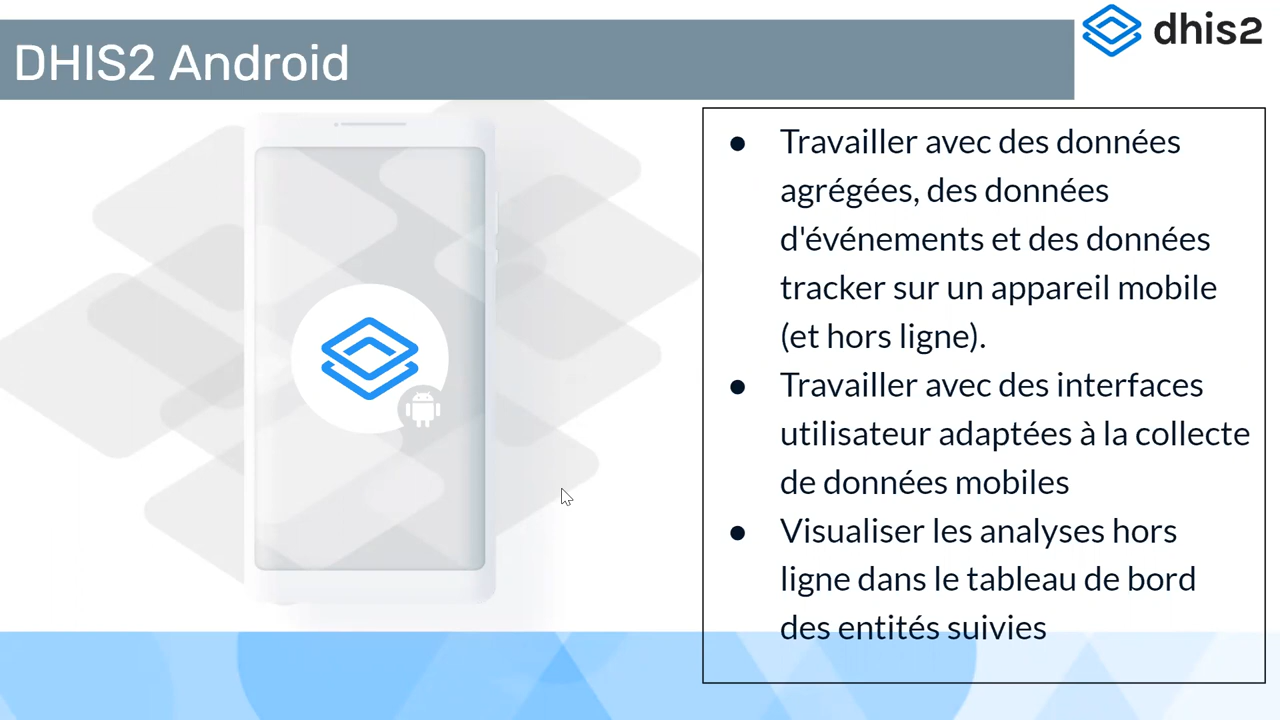 DHIS2 Android
dhis2
● Travailler avec des données
agrégées, des données
d'événements et des données
tracker sur un appareil mobile
(et hors ligne).
● Travailler avec des interfaces
utilisateur adaptées à la collecte
de données mobiles
● Visualiser les analyses hors
ligne dans le tableau de bord
des entités suivies